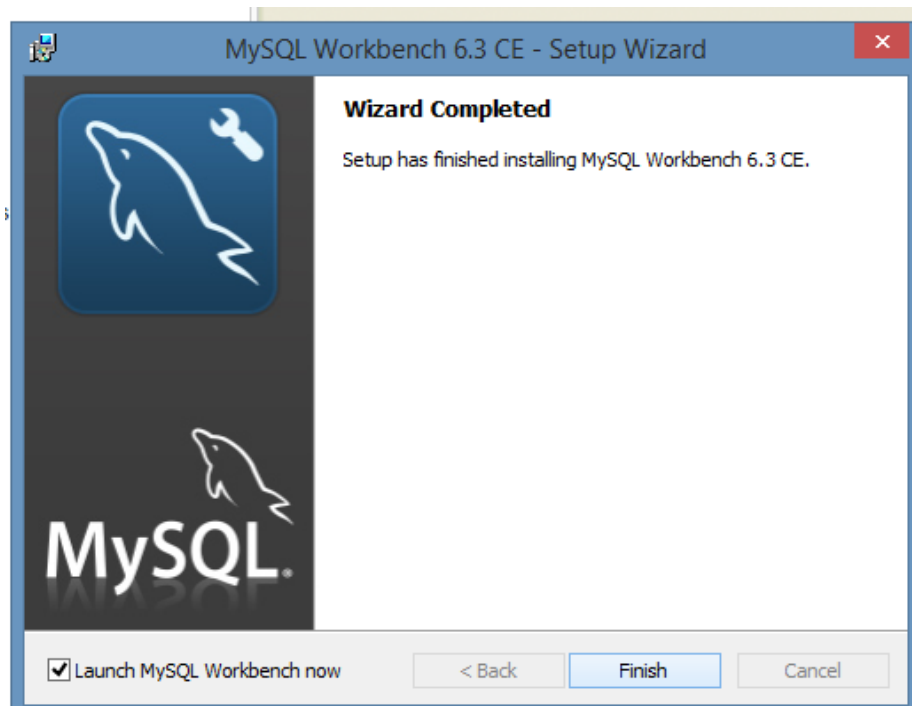 MySQL Workbench 6.3 CE - Setup Wizard
Wizard Completed
Setup has finished installing MySQL Workbench 6.3 CE.
MySQL.
Launch MySQL Workbench now
< Back
Finish
Cancel